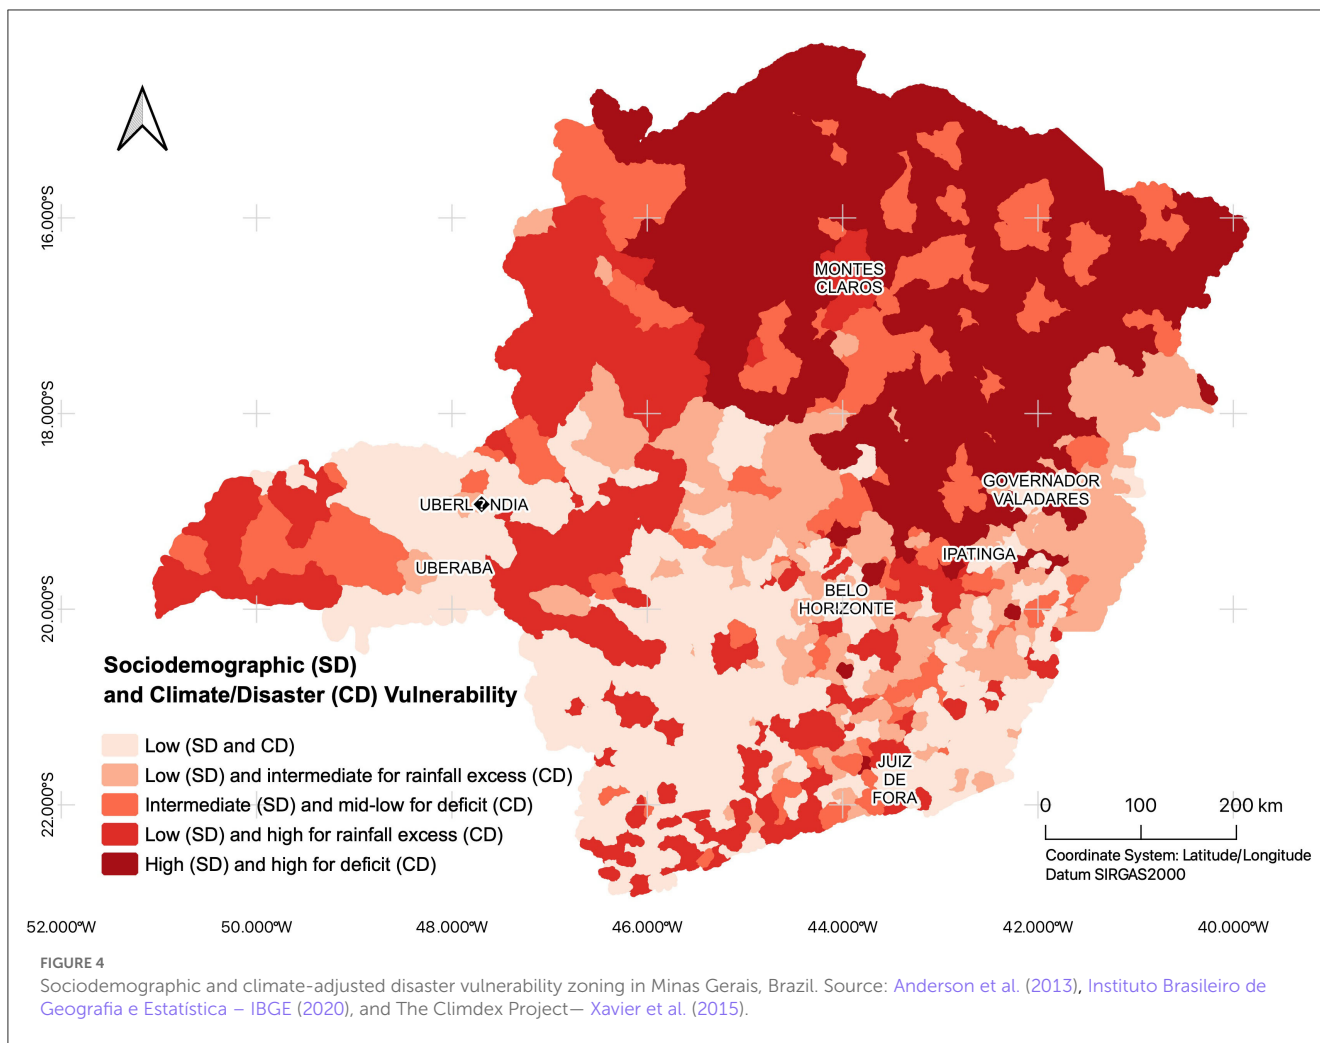 16.000°S
18.000°S
20.000°S
22.000°S
MONTES
CLAROS
GOVERNADOR
VALADARES
UBERL�NDIA
IPATINGA
UBERABA
BELO
HORIZONTE
JUIZ
DE
FORA
Sociodemographic (SD)
and Climate/Disaster (CD) Vulnerability
Low (SD and CD)
Low (SD) and intermediate for rainfall excess (CD)
Intermediate (SD) and mid-low for deficit (CD)
Low (SD) and high for rainfall excess (CD)
High (SD) and high for deficit (CD)
0 100 200 km
Coordinate System: Latitude/Longitude
Datum SIRGAS2000
52.000°W 50.000°W 48.000°W 46.000°W 44.000°W 42.000°W 40.000°W
FIGURE 4
Sociodemographic and climate-adjusted disaster vulnerability zoning in Minas Gerais, Brazil. Source: Anderson et al. (2013), Instituto Brasileiro de
Geografia e Estatística – IBGE (2020), and The Climdex Project— Xavier et al. (2015).